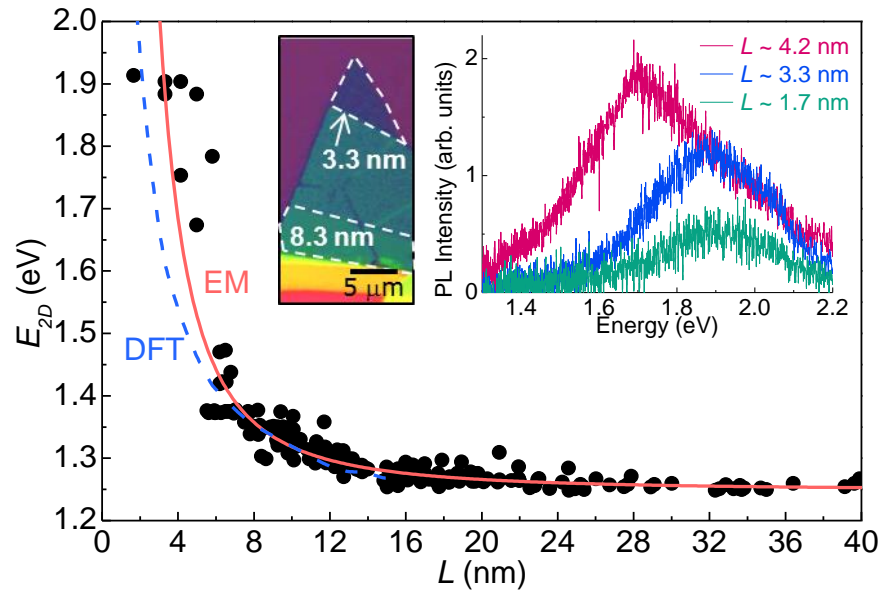 2.0
1.9
1.8
1.7
1.6
1.5
1.4
1.3
1.2
E2D (eV)
0
4
8
12
16
20
24
28
32
36
40
L (nm)
EM
DFT
3.3 nm
8.3 nm
5 μm
2
1
0
PL Intensity (arb. units)
L ~ 4.2 nm
L ~ 3.3 nm
L ~ 1.7 nm
1.4
1.6
1.8
2.0
2.2
Energy (eV)